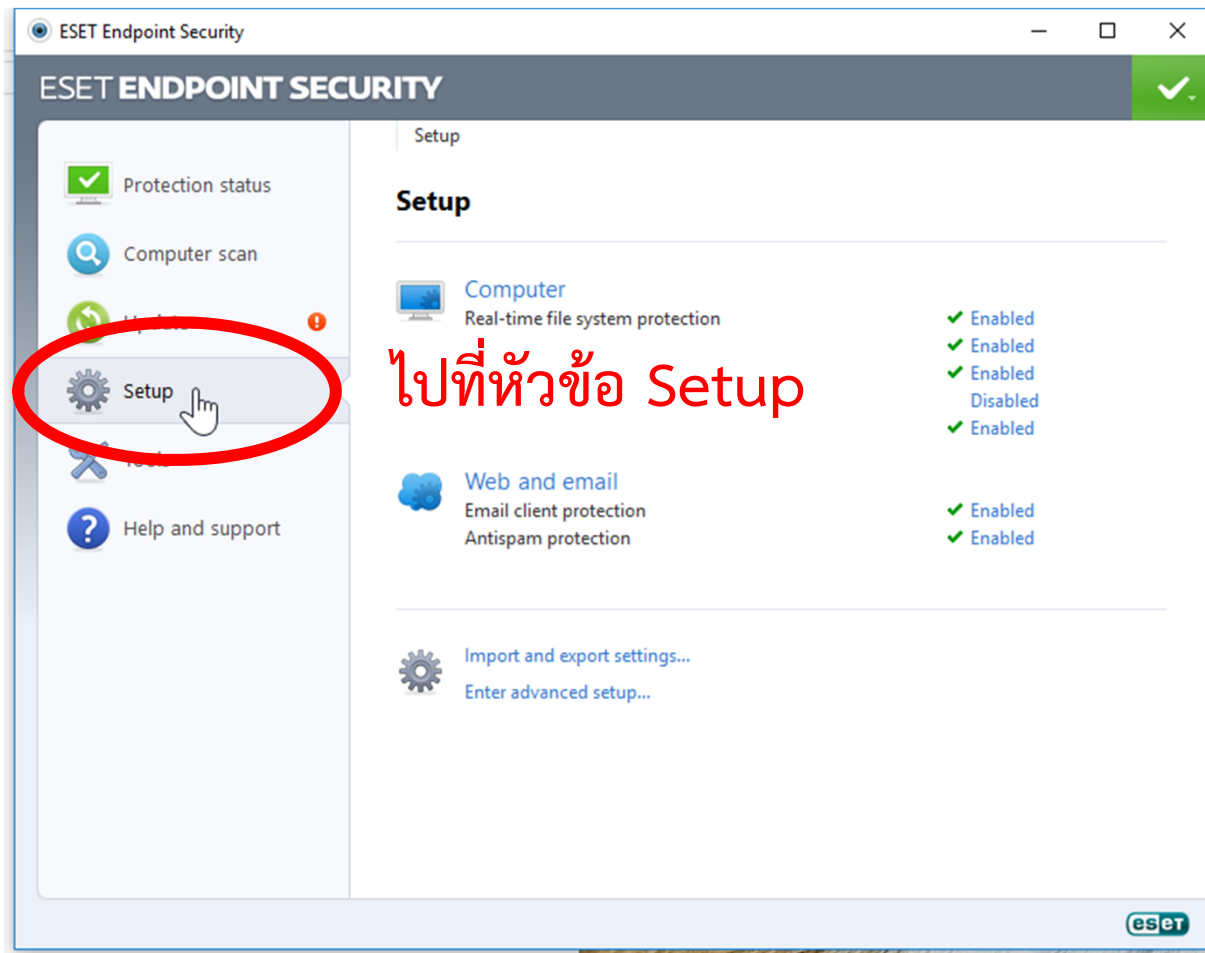 ESET Endpoint Security
ESET ENDPOINT SECURITY
Protection status
Computer scan
Setup
Help and support
Setup
Setup
Computer
Real-time file system protection
Enabled
Enabled
Enabled
Disabled
Enabled
ไปที่หัวข้อ Setup
Web and email
Email client protection
Enabled
Antispam protection
Enabled
Import and export settings...
Enter advanced setup...
eset